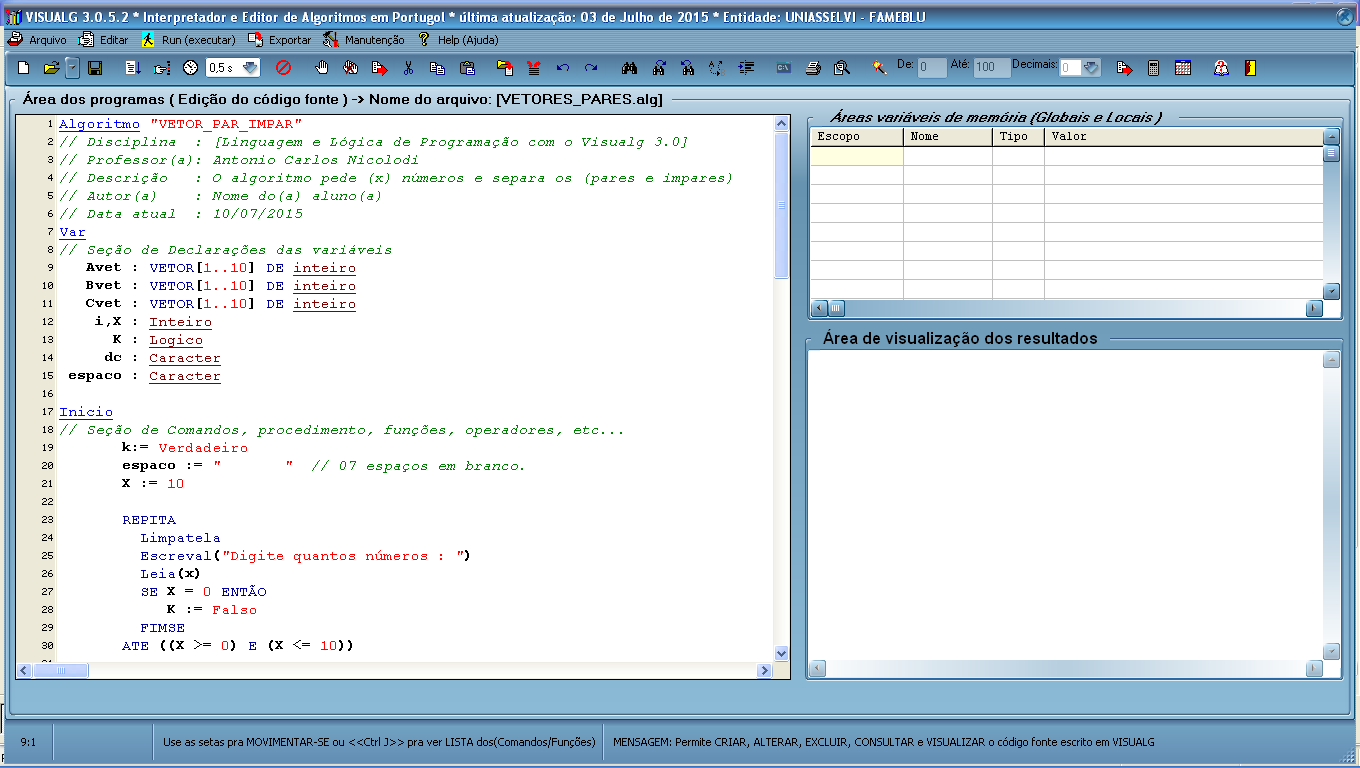 VISUALG 3.0.5.2 * Interpretador e Editor de Algoritmos em Portugol * última atualização: 03 de Julho de 2015 * Entidade: UNIASSELVI - FAMEBLU
Arquivo Editar Run (executar) Exportar Manutenção Help (Ajuda)
0,5 s De: 0 Até: 100 Decimais: 0
Área dos programas ( Edição do código fonte ) -> Nome do arquivo: [VETORES_PARES.alg]
1 Algoritmo "VETOR_PAR_IMPAR"
2 // Disciplina : [Linguagem e Lógica de Programação com o Visualg 3.0]
3 // Professor(a): Antonio Carlos Nicolodi
4 // Descrição : O algoritmo pede (x) números e separa os (pares e impares)
5 // Autor(a) : Nome do(a) aluno(a)
6 // Data atual : 10/07/2015
7 Var
8 // Seção de Declarações das variáveis
9 Avet : VETOR[1..10] DE inteiro
10 Bvet : VETOR[1..10] DE inteiro
11 Cvet : VETOR[1..10] DE inteiro
12 i,X : Inteiro
13 K : Logico
14 dc : Caracter
15 espaco : Caracter
16
17 Inicio
18 // Seção de Comandos, procedimento, funções, operadores, etc...
19 k:= Verdadeiro
20 espaco := "       " // 07 espaços em branco.
21 X := 10
22
23 REPITA
24 Limpatela
25 Escreval("Digite quantos números : ")
26 Leia(x)
27 SE X = 0 ENTÃO
28 K := Falso
29 FIMSE
30 ATE ((X >= 0) E (X <= 10))
Áreas variáveis de memória (Globais e Locais )
Escopo Nome Tipo Valor
Área de visualização dos resultados
9:1 Use as setas pra MOVIMENTAR-SE ou <<Ctrl J>> pra ver LISTA dos(Comandos/Funções) MENSAGEM: Permite CRIAR, ALTERAR, EXCLUIR, CONSULTAR e VISUALIZAR o código fonte escrito em VISUALG